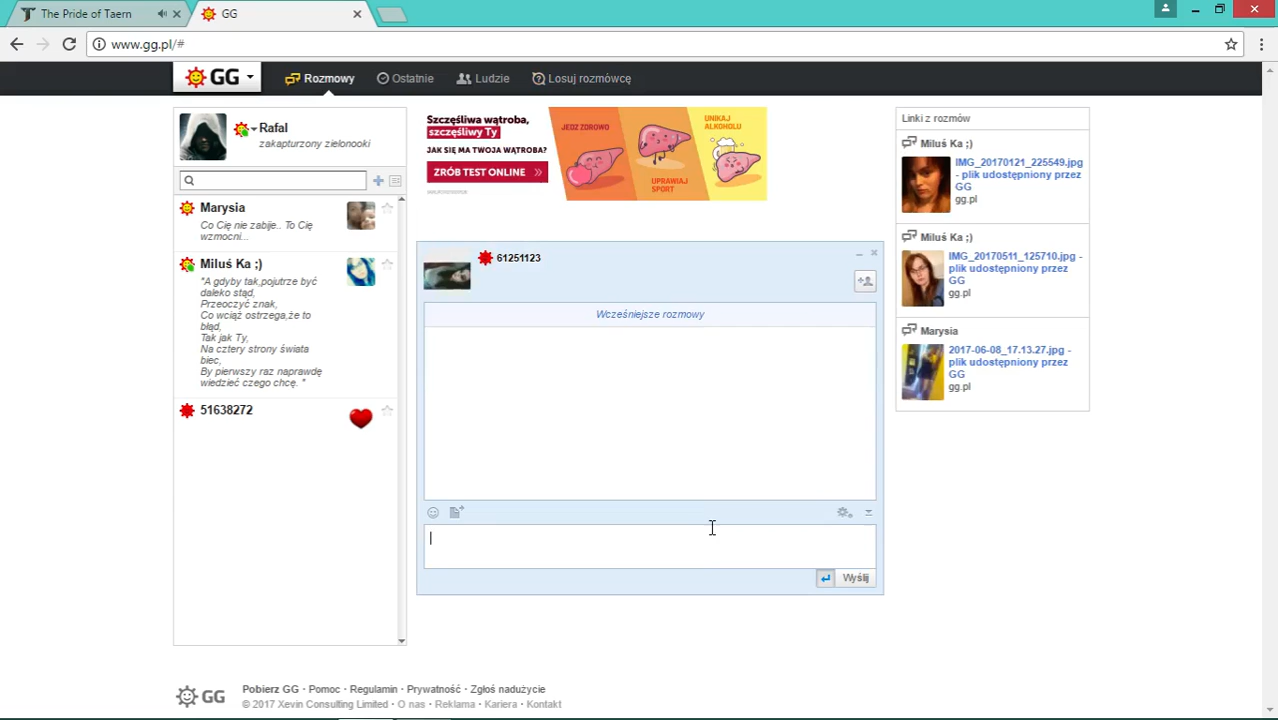 The Pride of Taern
GG
www.gg.pl/#
GG
Rozmowy
Ostatnie
Ludzie
Losuj rozmówcę
Rafal
zakapturzony zielonooki
Marysia
Co Cię nie zabije.. To Cię
wzmocni...
Miluś Ka ;)
"A gdyby tak,pojutrze być
daleko stąd,
Przeoczyć znak,
Co wciąż ostrzega,że to
błąd,
Tak jak Ty,
Na cztery strony świata
biec,
By pierwszy raz naprawdę
wiedzieć czego chcę. "
51638272
Szczęśliwa wątroba,
szczęśliwy Ty
JAK SIĘ MA TWOJA WĄTROBA?
ZRÓB TEST ONLINE
JEDZ ZDROWO
UPRAWIAJ
SPORT
UNIKAJ
ALKOHOLU
61251123
Wcześniejsze rozmowy
Wyślij
Linki z rozmów
Miluś Ka ;)
IMG_20170121_225549.jpg
- plik udostępniony przez
GG
gg.pl
Miluś Ka ;)
IMG_20170511_125710.jpg -
plik udostępniony przez
GG
gg.pl
Marysia
2017-06-08_17.13.27.jpg -
plik udostępniony przez
GG
gg.pl
GG
Pobierz GG · Pomoc · Regulamin · Prywatność · Zgłoś nadużycie
© 2017 Xevin Consulting Limited · O nas · Reklama · Kariera · Kontakt